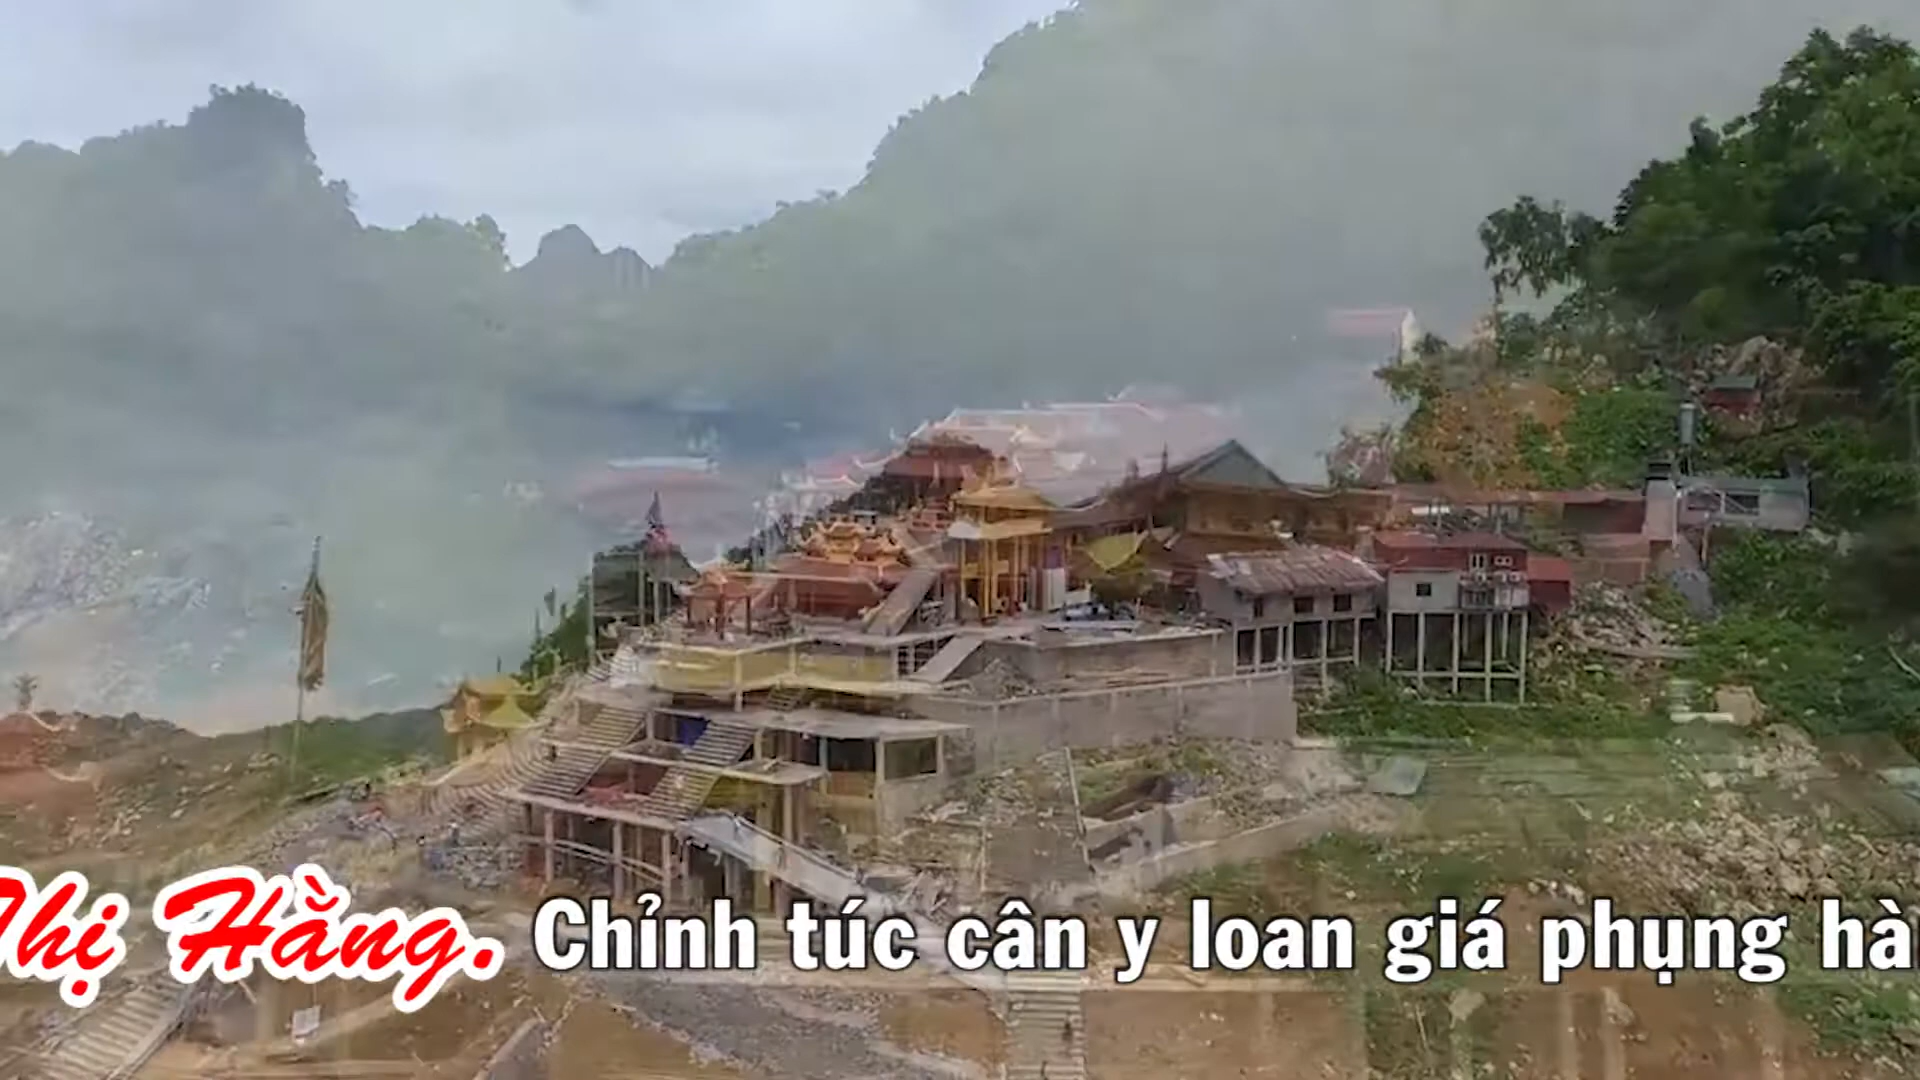 Thị Hằng. Chỉnh túc cân y loan giá phụng hà